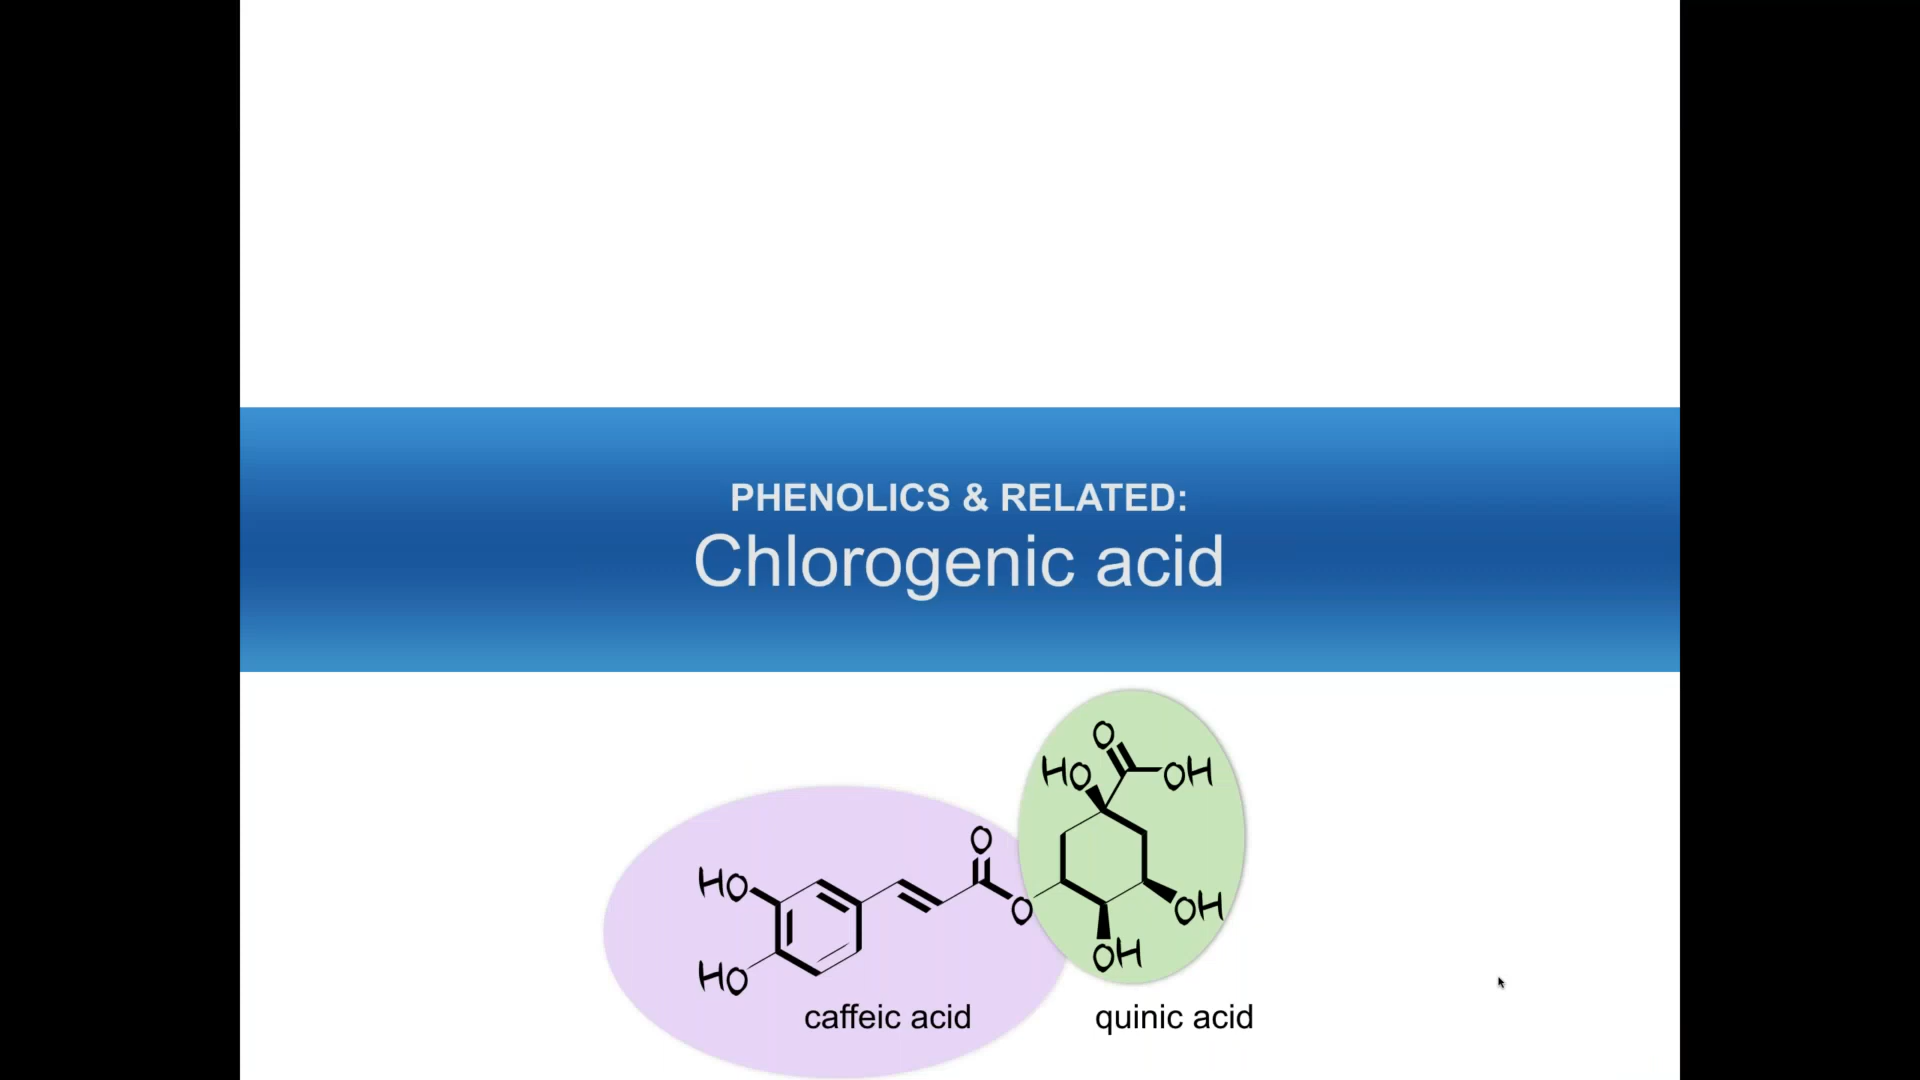 PHENOLICS & RELATED:
Chlorogenic acid
O
HO
OH
O
HO
O
OH
OH
HO
caffeic acid
quinic acid